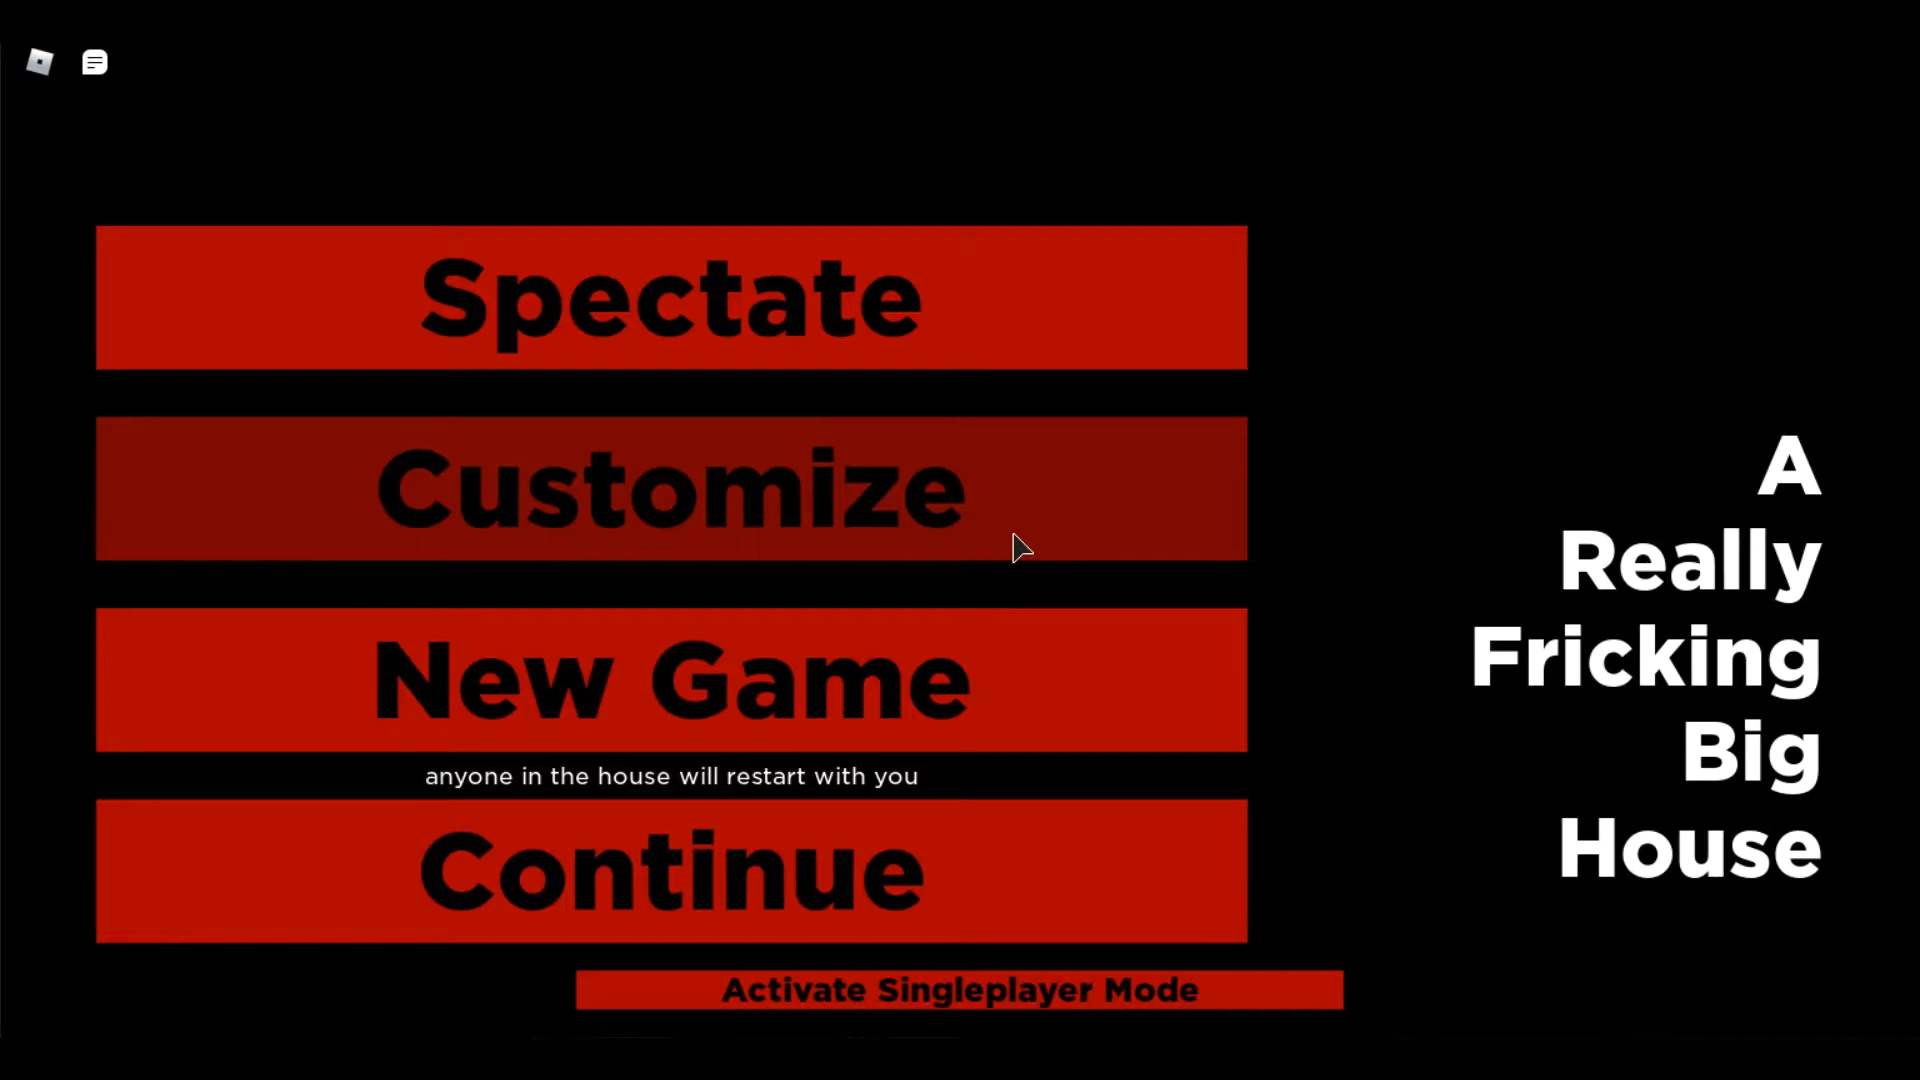 Spectate
Customize
New Game
anyone in the house will restart with you
Continue
Activate Singleplayer Mode
A
Really
Fricking
Big
House